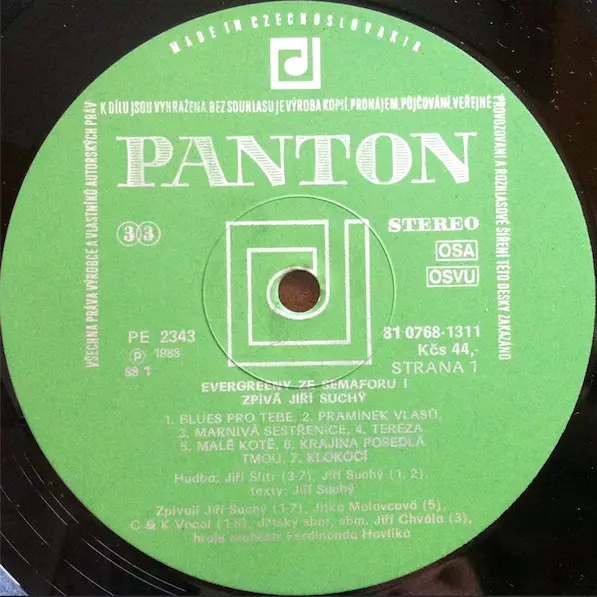 MADE IN CZECHOSLOVAKIA
VŠECHNA PRÁVA VÝROBCE A VLASTNÍKŮ AUTORSKÝCH PRÁV
K DÍLU JSOU VYHRAŽENA. BEZ SOUHLASU JE VÝROBA KOPIÍ, PRONÁJEM, PŮJČOVÁNÍ, VEŘEJNÉ
PROVOZOVÁNÍ A ROZHLASOVÉ ŠÍŘENÍ TÉTO DESKY ZAKÁZÁNO
PANTON
33
STEREO
OSA
OSVU
PE 2343
Ⓟ 1988
88 1
81 0768-1311
Kčs 44,-
STRANA 1
EVERGREENY ZE SEMAFORU I
ZPÍVÁ JIŘÍ SUCHÝ
1. BLUES PRO TEBE, 2. PRAMÍNEK VLASŮ,
3. MARNIVÁ SESTŘENICE, 4. TEREZA
5. MALÉ KOTĚ, 6. KRAJINA POSEDLÁ
TMOU, 7. KLOKOČÍ
Hudba: Jiří Šlitr (3-7), Jiří Suchý (1, 2),
texty: Jiří Suchý
Zpívají Jiří Suchý (1-7), Jitka Molavcová (5),
C & K Vocal (1-6), dětský sbor, sbm. Jiří Chvála (3),
hraje orchestr Ferdinanda Havlíka